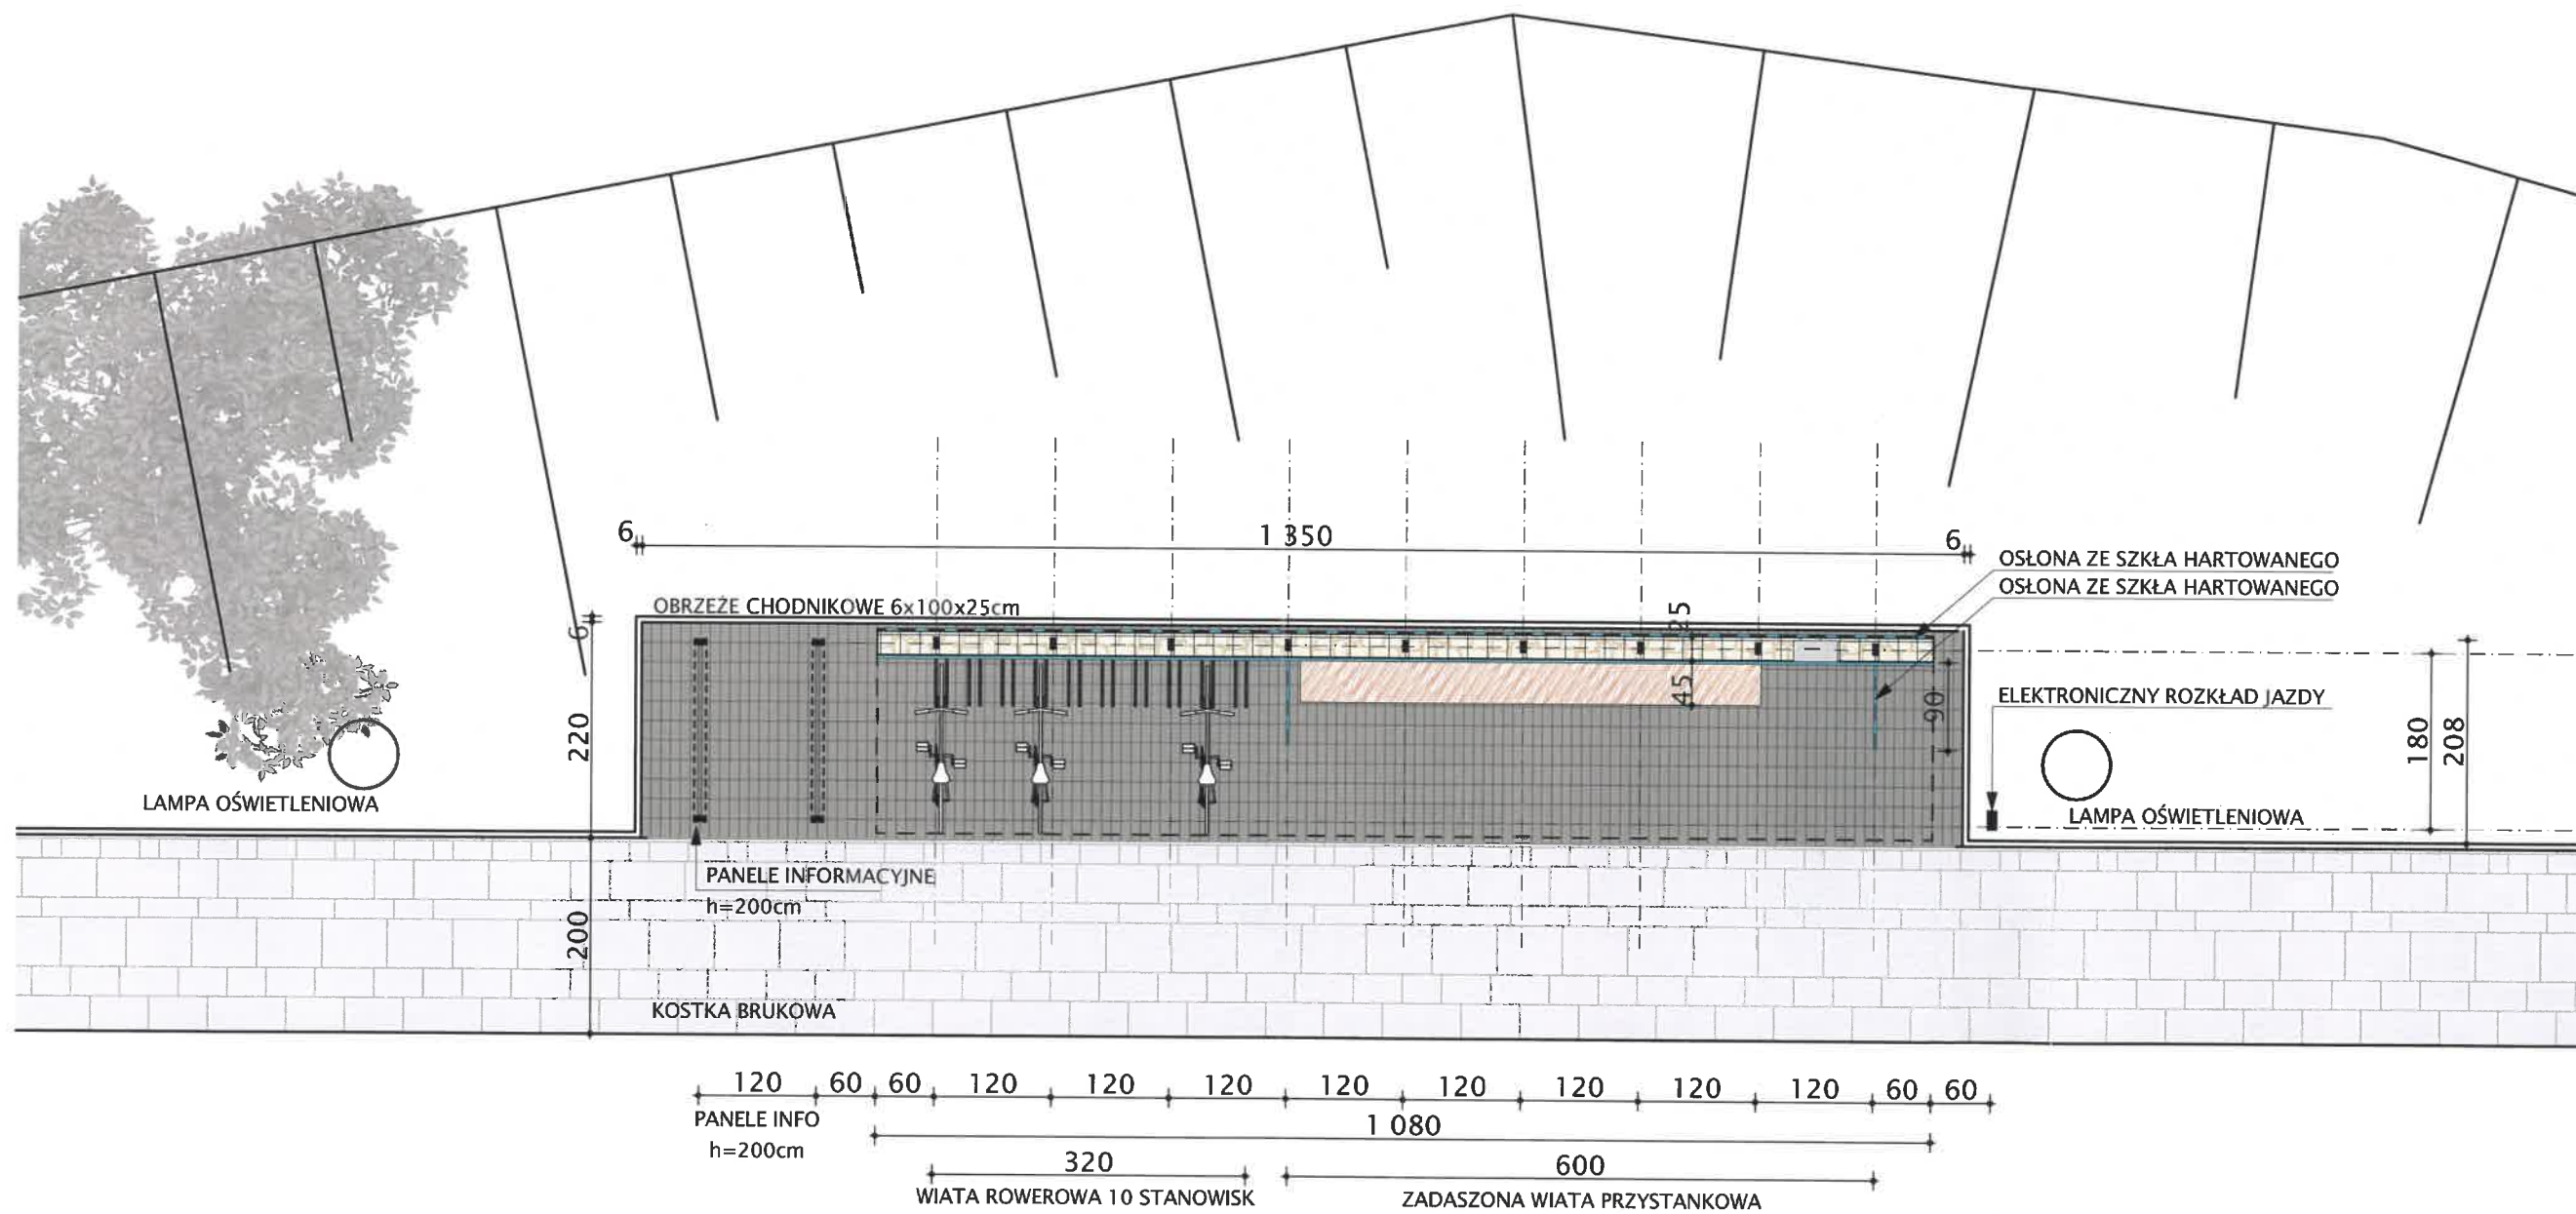 6
1 350
6
OSŁONA ZE SZKŁA HARTOWANEGO
OSŁONA ZE SZKŁA HARTOWANEGO
OBRZEŻE CHODNIKOWE 6x100x25cm
25
6
45
90
ELEKTRONICZNY ROZKŁAD JAZDY
220
180
208
LAMPA OŚWIETLENIOWA
LAMPA OŚWIETLENIOWA
PANELE INFORMACYJNE
h=200cm
200
KOSTKA BRUKOWA
120 60 60 120 120 120 120 120 120 120 120 60 60
PANELE INFO
h=200cm
1 080
320
600
WIATA ROWEROWA 10 STANOWISK
ZADASZONA WIATA PRZYSTANKOWA